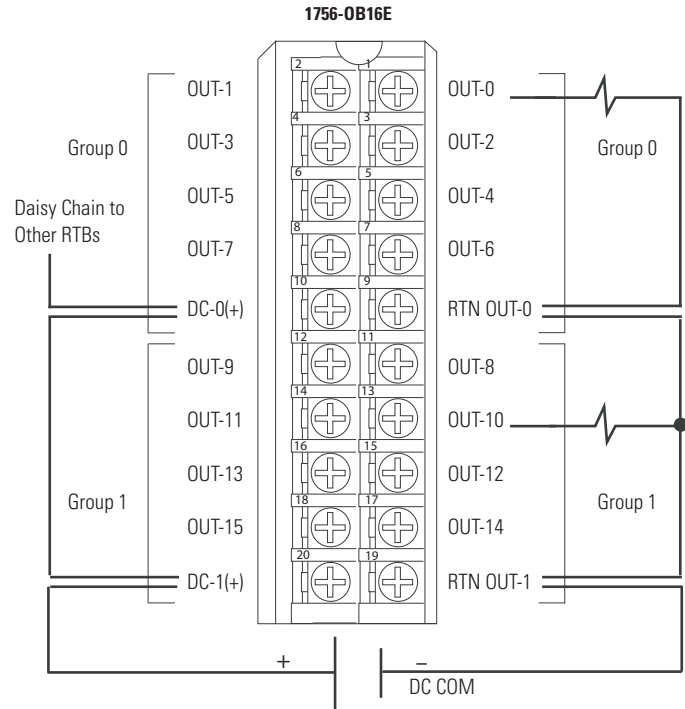 1756-OB16E
2 1
OUT-1 OUT-0
4 3
Group 0 OUT-3 OUT-2 Group 0
6 5
OUT-5 OUT-4
Daisy Chain to
Other RTBs
8 7
OUT-7 OUT-6
10 9
DC-0(+) RTN OUT-0
12 11
OUT-9 OUT-8
14 13
OUT-11 OUT-10
16 15
OUT-13 OUT-12
18 17
Group 1 OUT-15 OUT-14 Group 1
20 19
DC-1(+) RTN OUT-1
+ –
DC COM